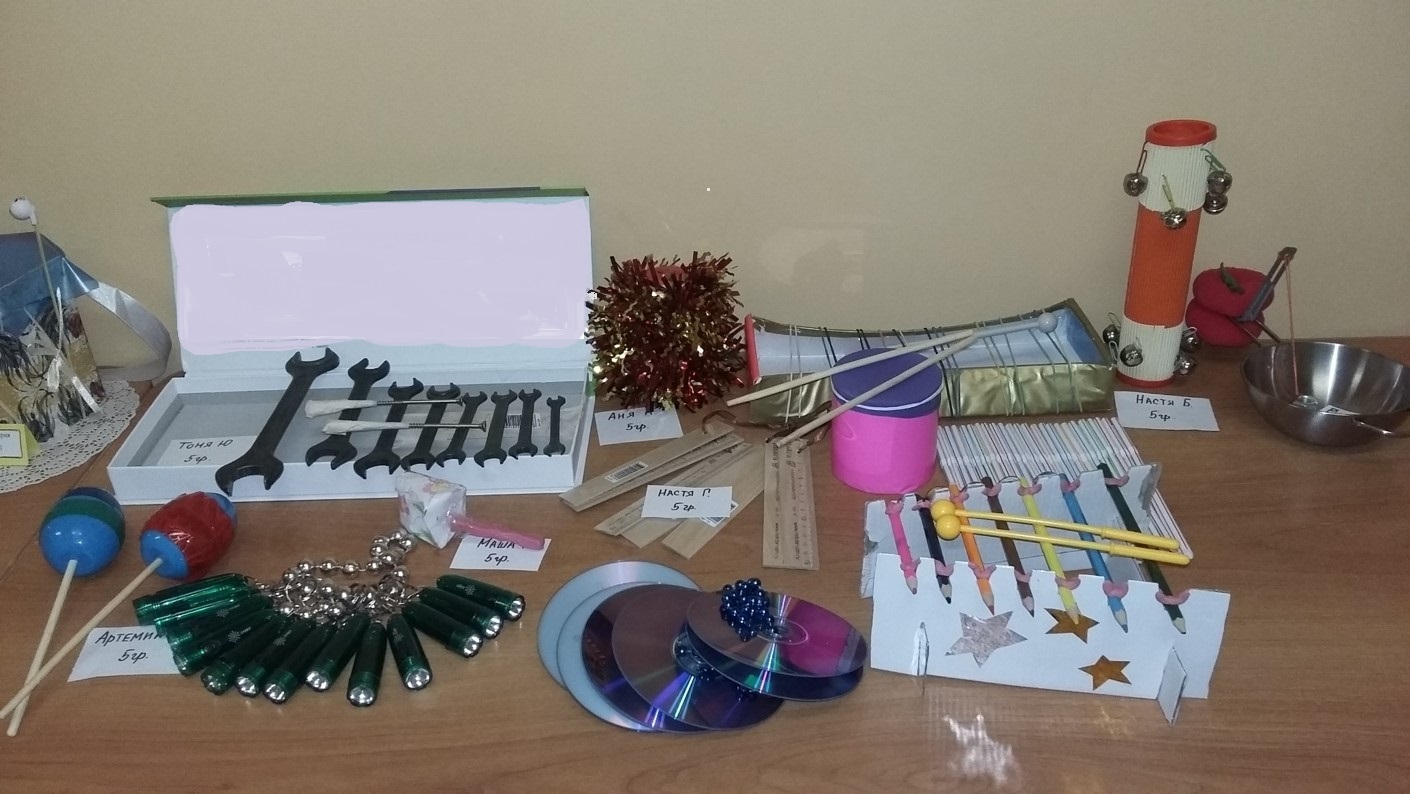 Тоня Ю
5гр.
Аня
5гр.
Настя Б.
5гр.
Настя Г.
5гр.
Маша
5гр.
Артемий
5гр.